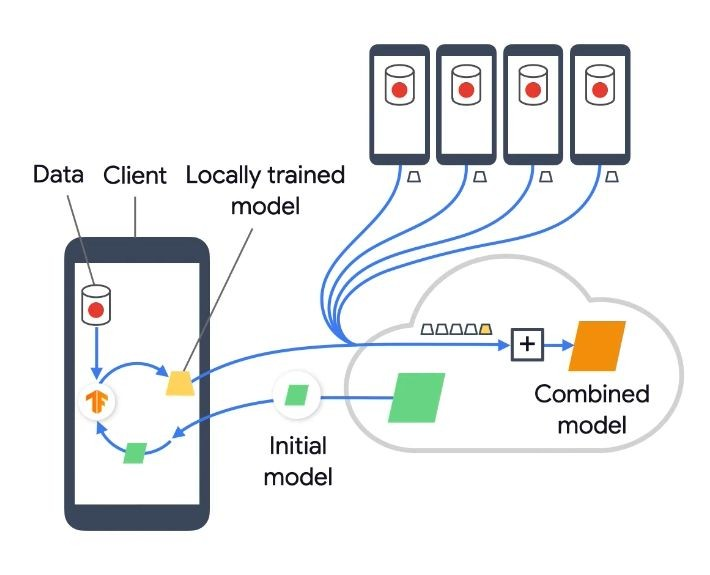 Data
Client
Locally trained
model
+
Combined
model
Initial
model